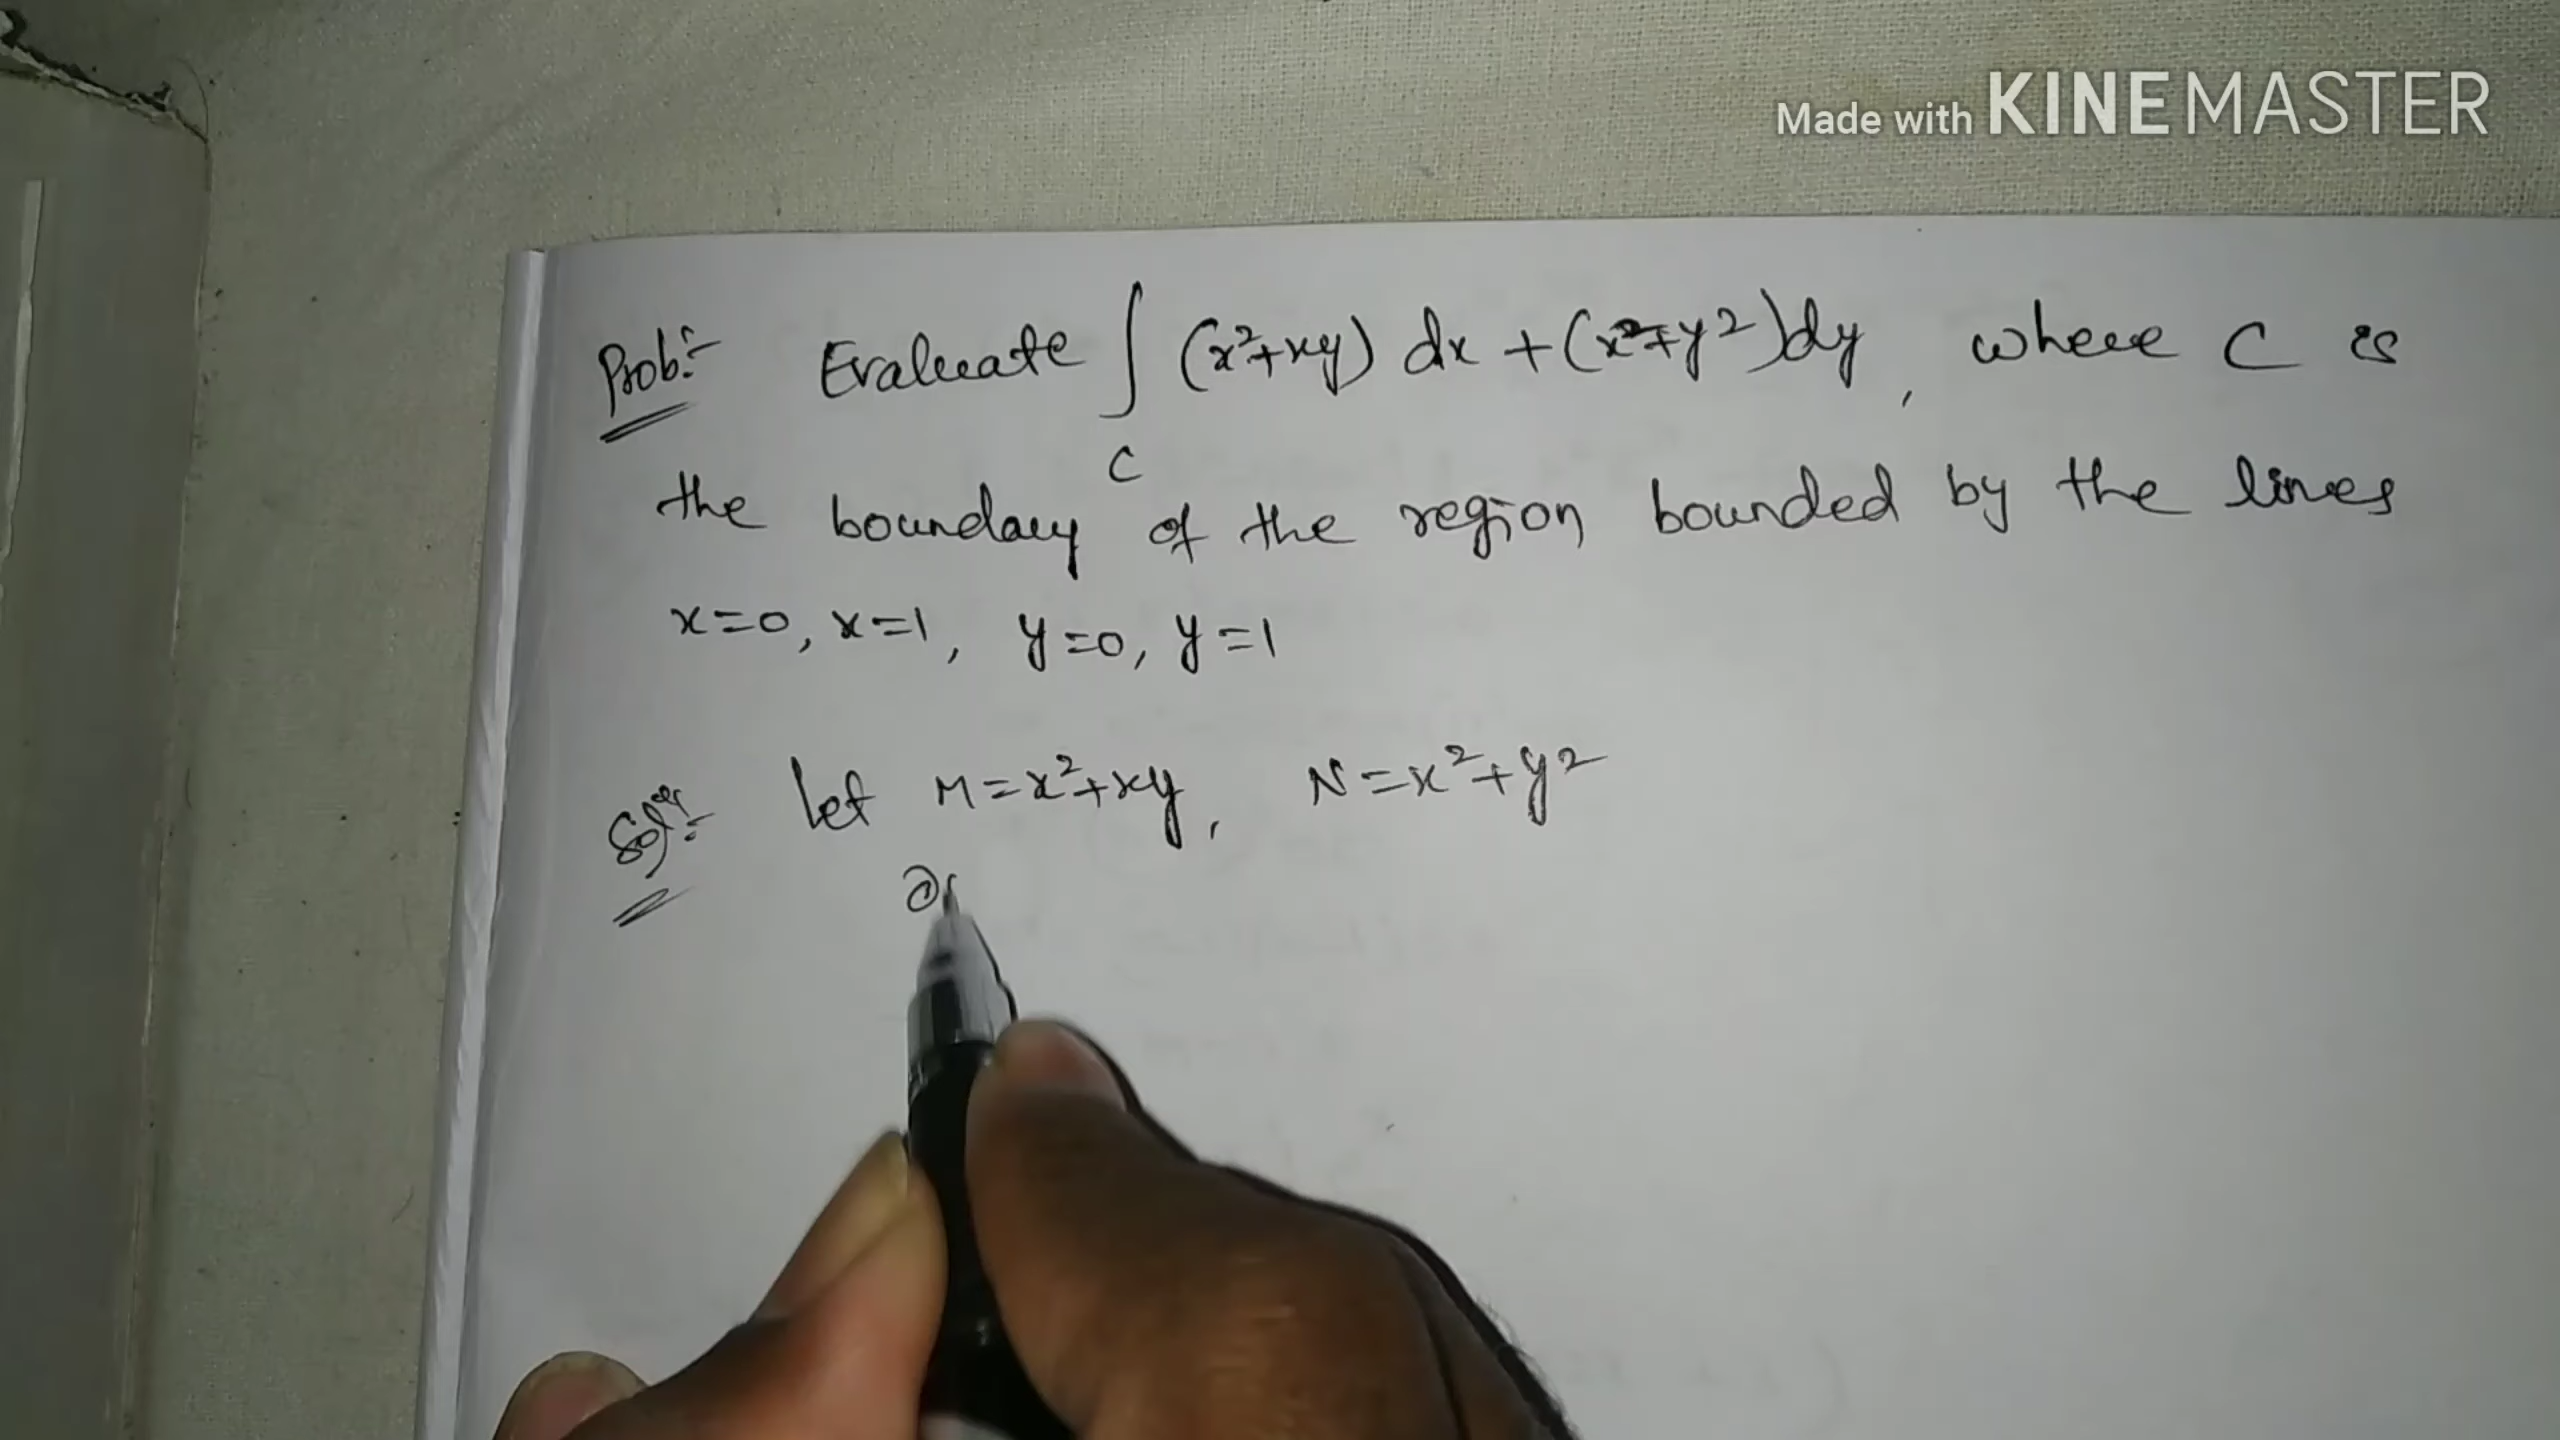 Made with KINEMASTER
Prob:- Evaluate ∫ (x²+xy) dx + (x²+y²)dy, where C is
C
the boundary of the region bounded by the lines
x=0, x=1, y=0, y=1
Sol:- Let M=x²+xy, N=x²+y²
∂